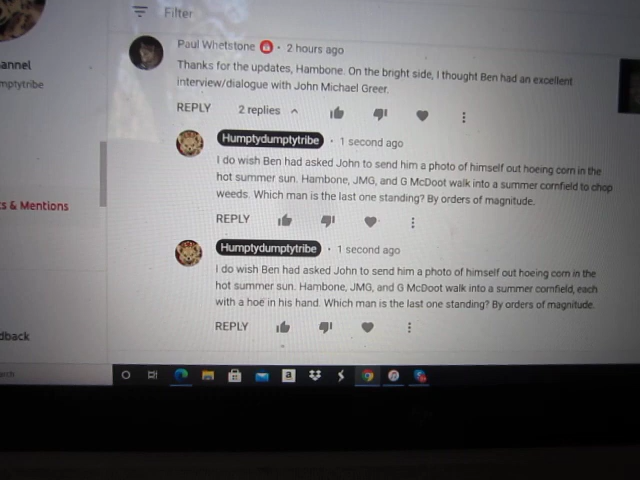 Filter
Paul Whetstone · 2 hours ago
Thanks for the updates, Hambone. On the bright side, I thought Ben had an excellent
interview/dialogue with John Michael Greer.
REPLY 2 replies
annel
mptytribe
Humptydumptytribe · 1 second ago
I do wish Ben had asked John to send him a photo of himself out hoeing corn in the
hot summer sun. Hambone, JMG, and G McDoot walk into a summer cornfield to chop
weeds. Which man is the last one standing? By orders of magnitude.
REPLY
s & Mentions
Humptydumptytribe · 1 second ago
I do wish Ben had asked John to send him a photo of himself out hoeing corn in the
hot summer sun. Hambone, JMG, and G McDoot walk into a summer cornfield, each
with a hoe in his hand. Which man is the last one standing? By orders of magnitude.
REPLY
dback
a